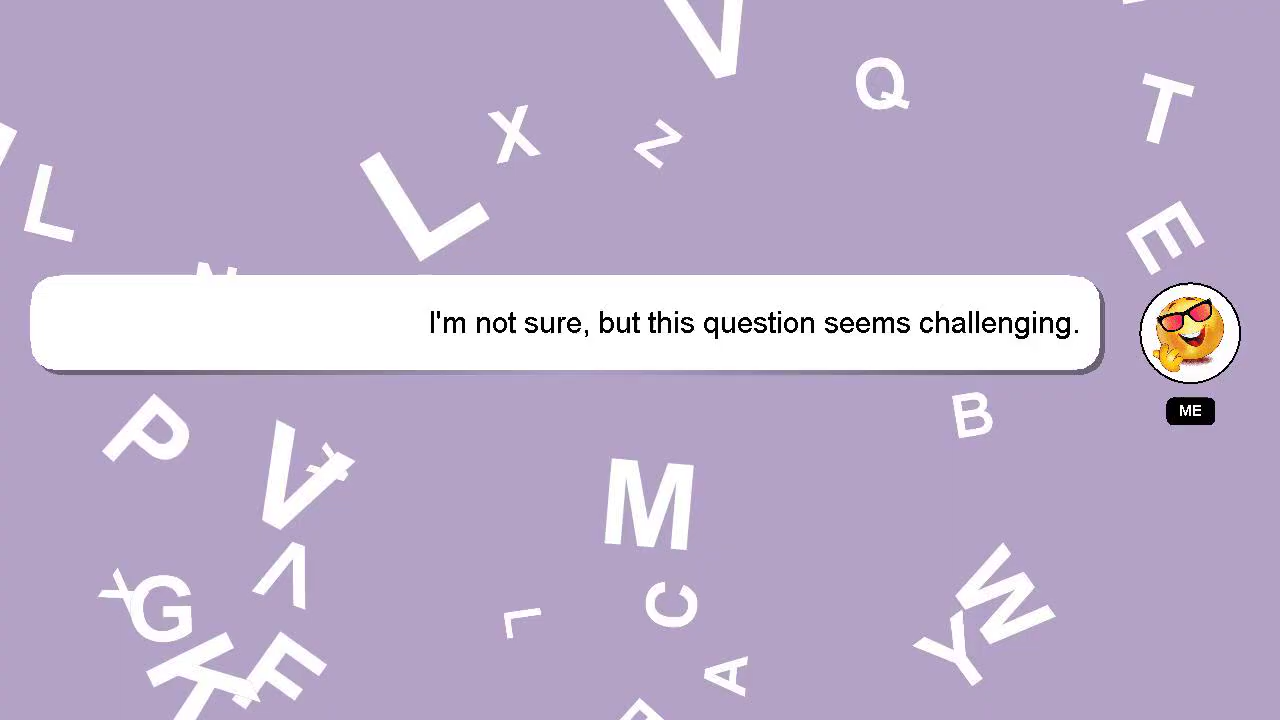 V
Q
T
X
Z
L
L
E
N
I'm not sure, but this question seems challenging.
ME
B
P
V
M
V
X
G
C
L
W
Y
K
F
A